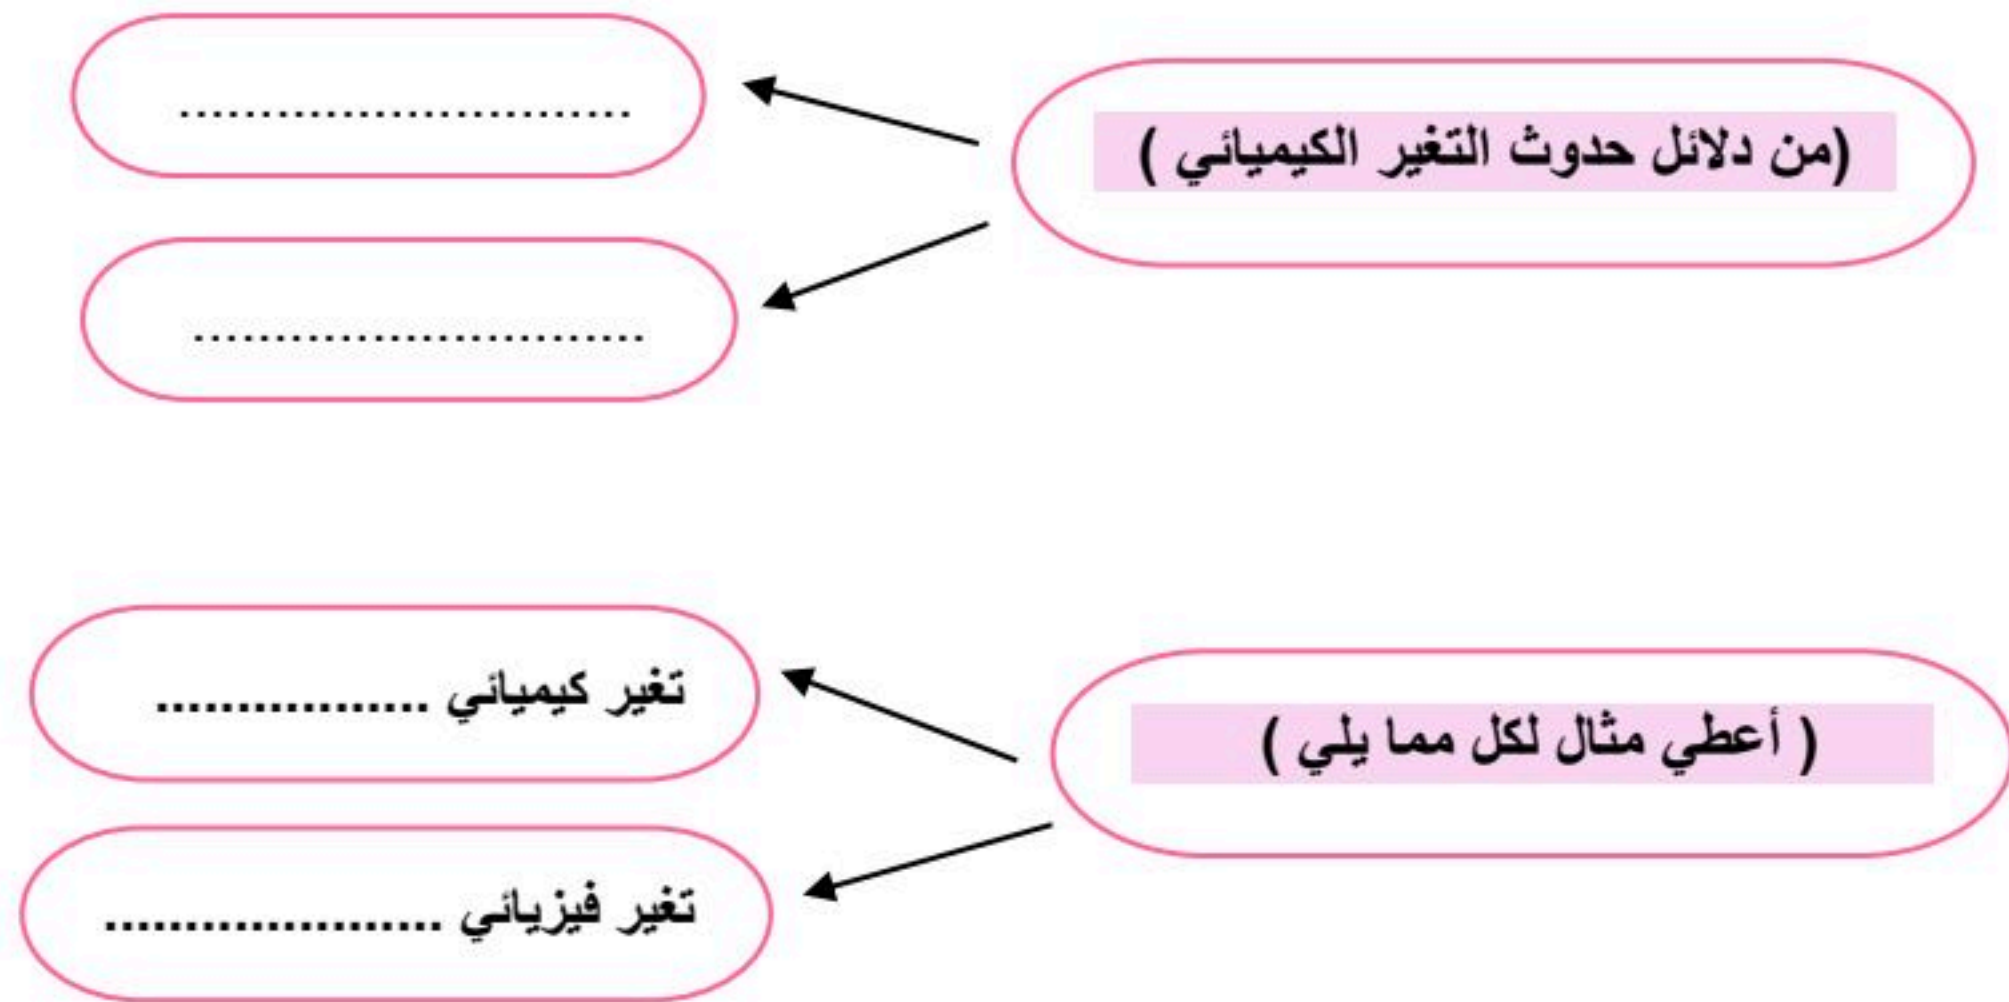 (من دلائل حدوث التغير الكيميائي )
............................
............................
( أعطي مثال لكل مما يلي )
تغير كيميائي .................
تغير فيزيائي .....................